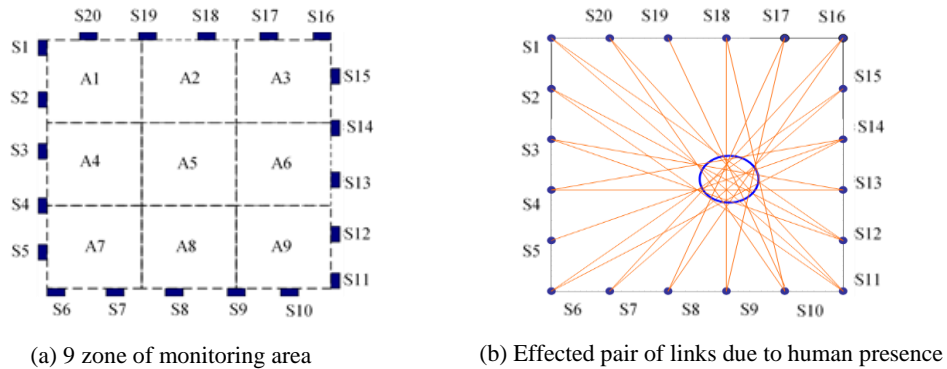 S20 S19 S18 S17 S16
S1 S15
A1 A2 A3
S2 S14
S3 A4 A5 A6 S13
S4 S12
S5 A7 A8 A9 S11
S6 S7 S8 S9 S10
(a) 9 zone of monitoring area
S20 S19 S18 S17 S16
S1 S15
S2 S14
S3 S13
S4 S12
S5 S11
S6 S7 S8 S9 S10
(b) Effected pair of links due to human presence